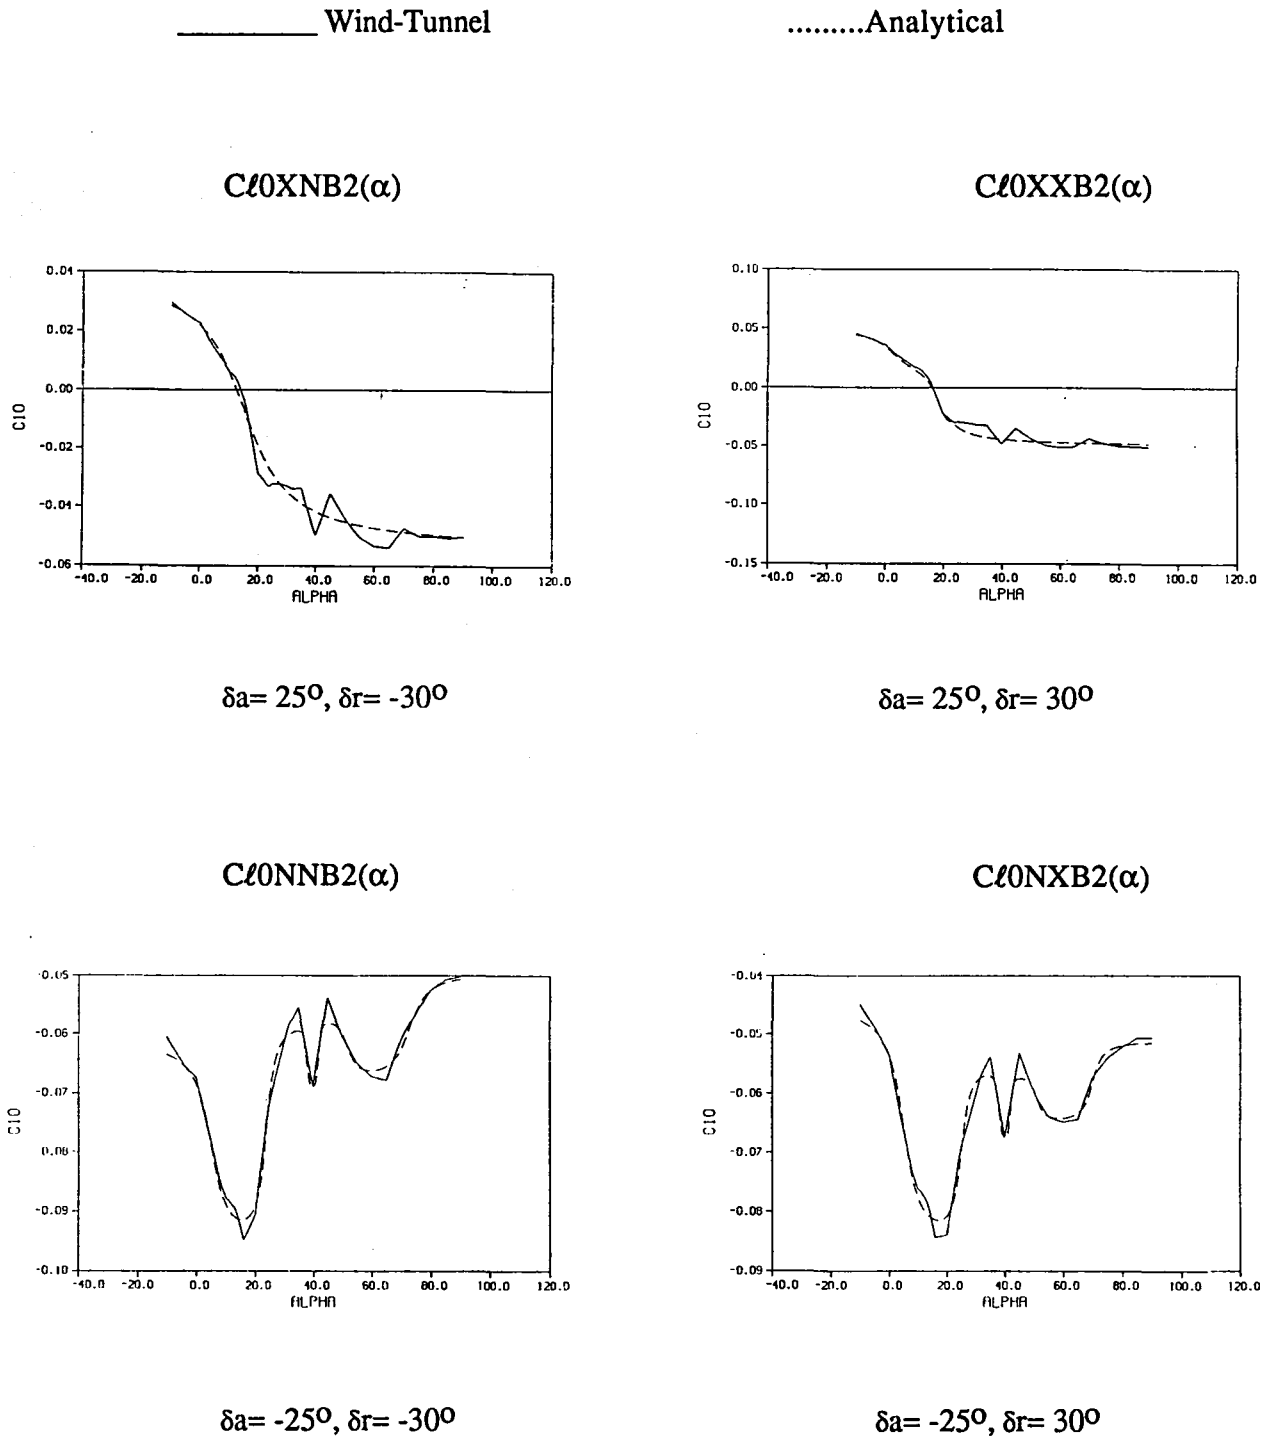 ________ Wind-Tunnel
.........Analytical
Cℓ0XNB2(α)
Cℓ0XXB2(α)
0.04
0.02
0.00
-0.02
-0.04
-0.06
C10
-40.0 -20.0 0.0 20.0 40.0 60.0 80.0 100.0 120.0
ALPHA
0.10
0.05
0.00
-0.05
-0.10
-0.15
C10
-40.0 -20.0 0.0 20.0 40.0 60.0 80.0 100.0 120.0
ALPHA
δa= 25º, δr= -30º
δa= 25º, δr= 30º
Cℓ0NNB2(α)
Cℓ0NXB2(α)
-0.05
-0.06
-0.07
-0.08
-0.09
-0.10
C10
-40.0 -20.0 0.0 20.0 40.0 60.0 80.0 100.0 120.0
ALPHA
-0.04
-0.05
-0.06
-0.07
-0.08
-0.09
C10
-40.0 -20.0 0.0 20.0 40.0 60.0 80.0 100.0 120.0
ALPHA
δa= -25º, δr= -30º
δa= -25º, δr= 30º